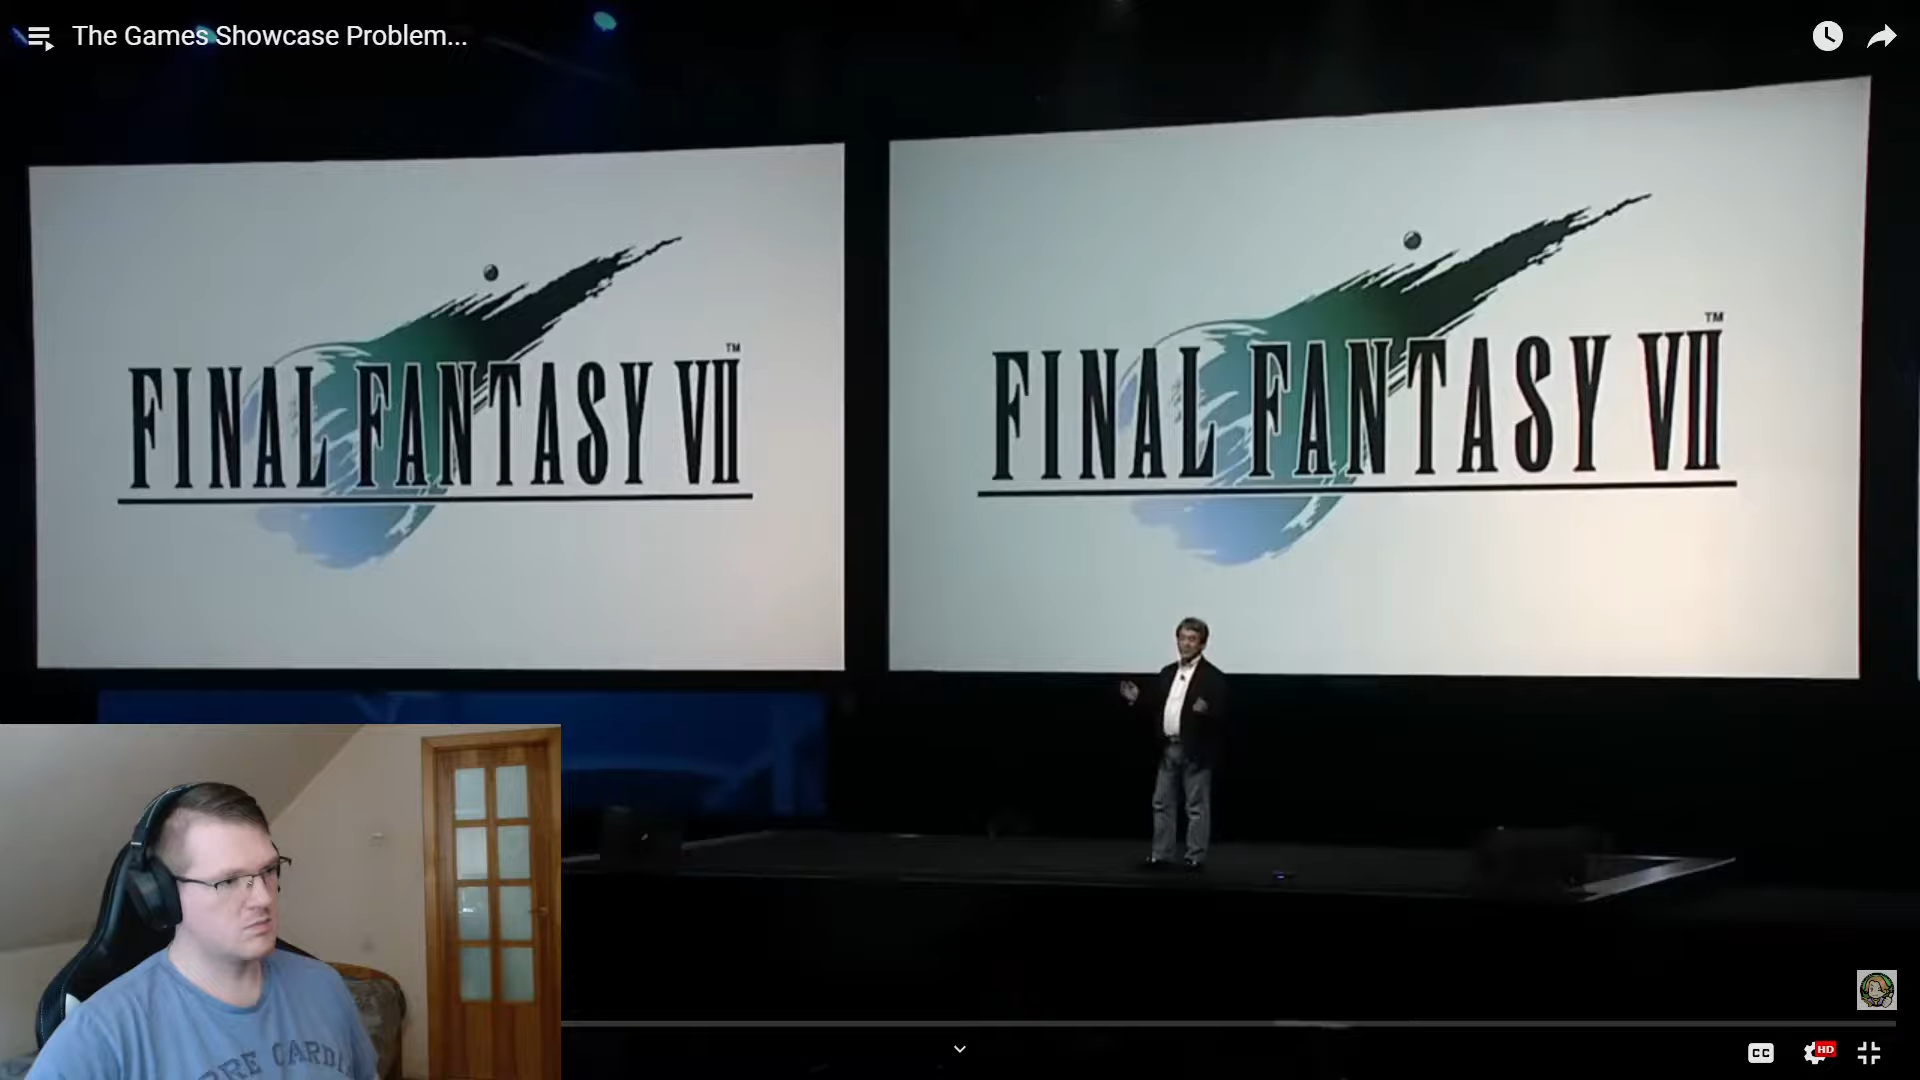 The Games Showcase Problem...
TM
FINAL FANTASY VII
TM
FINAL FANTASY VII
CC
HD